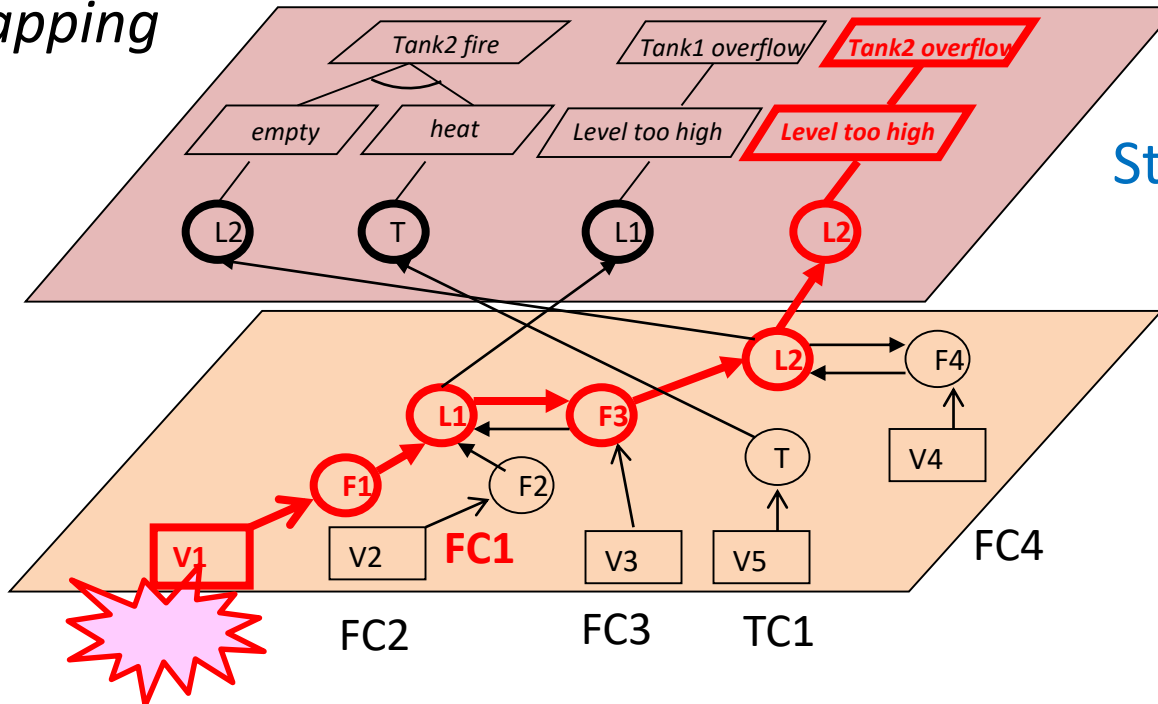 apping
Tank2 fire
Tank1 overflow
Tank2 overflow
empty
heat
Level too high
Level too high
St
L2
T
L1
L2
L2
F4
L1
F3
T
V4
F1
F2
V1
V2
FC1
V3
V5
FC4
FC2
FC3
TC1